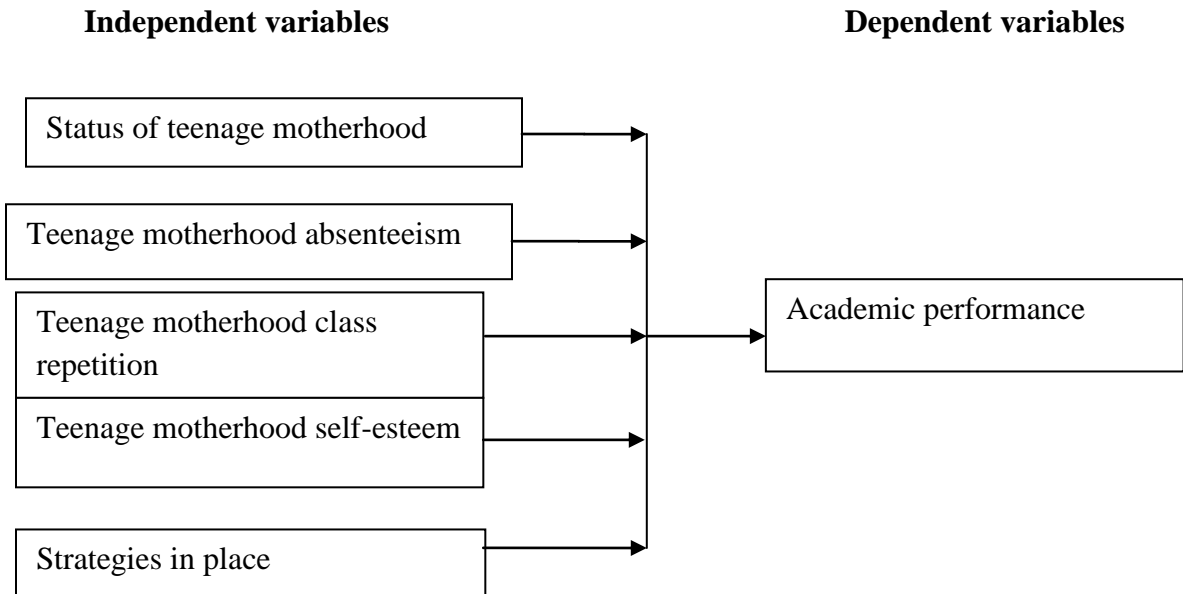 Independent variables
Dependent variables
Status of teenage motherhood
Teenage motherhood absenteeism
Teenage motherhood class
repetition
Academic performance
Teenage motherhood self-esteem
Strategies in place